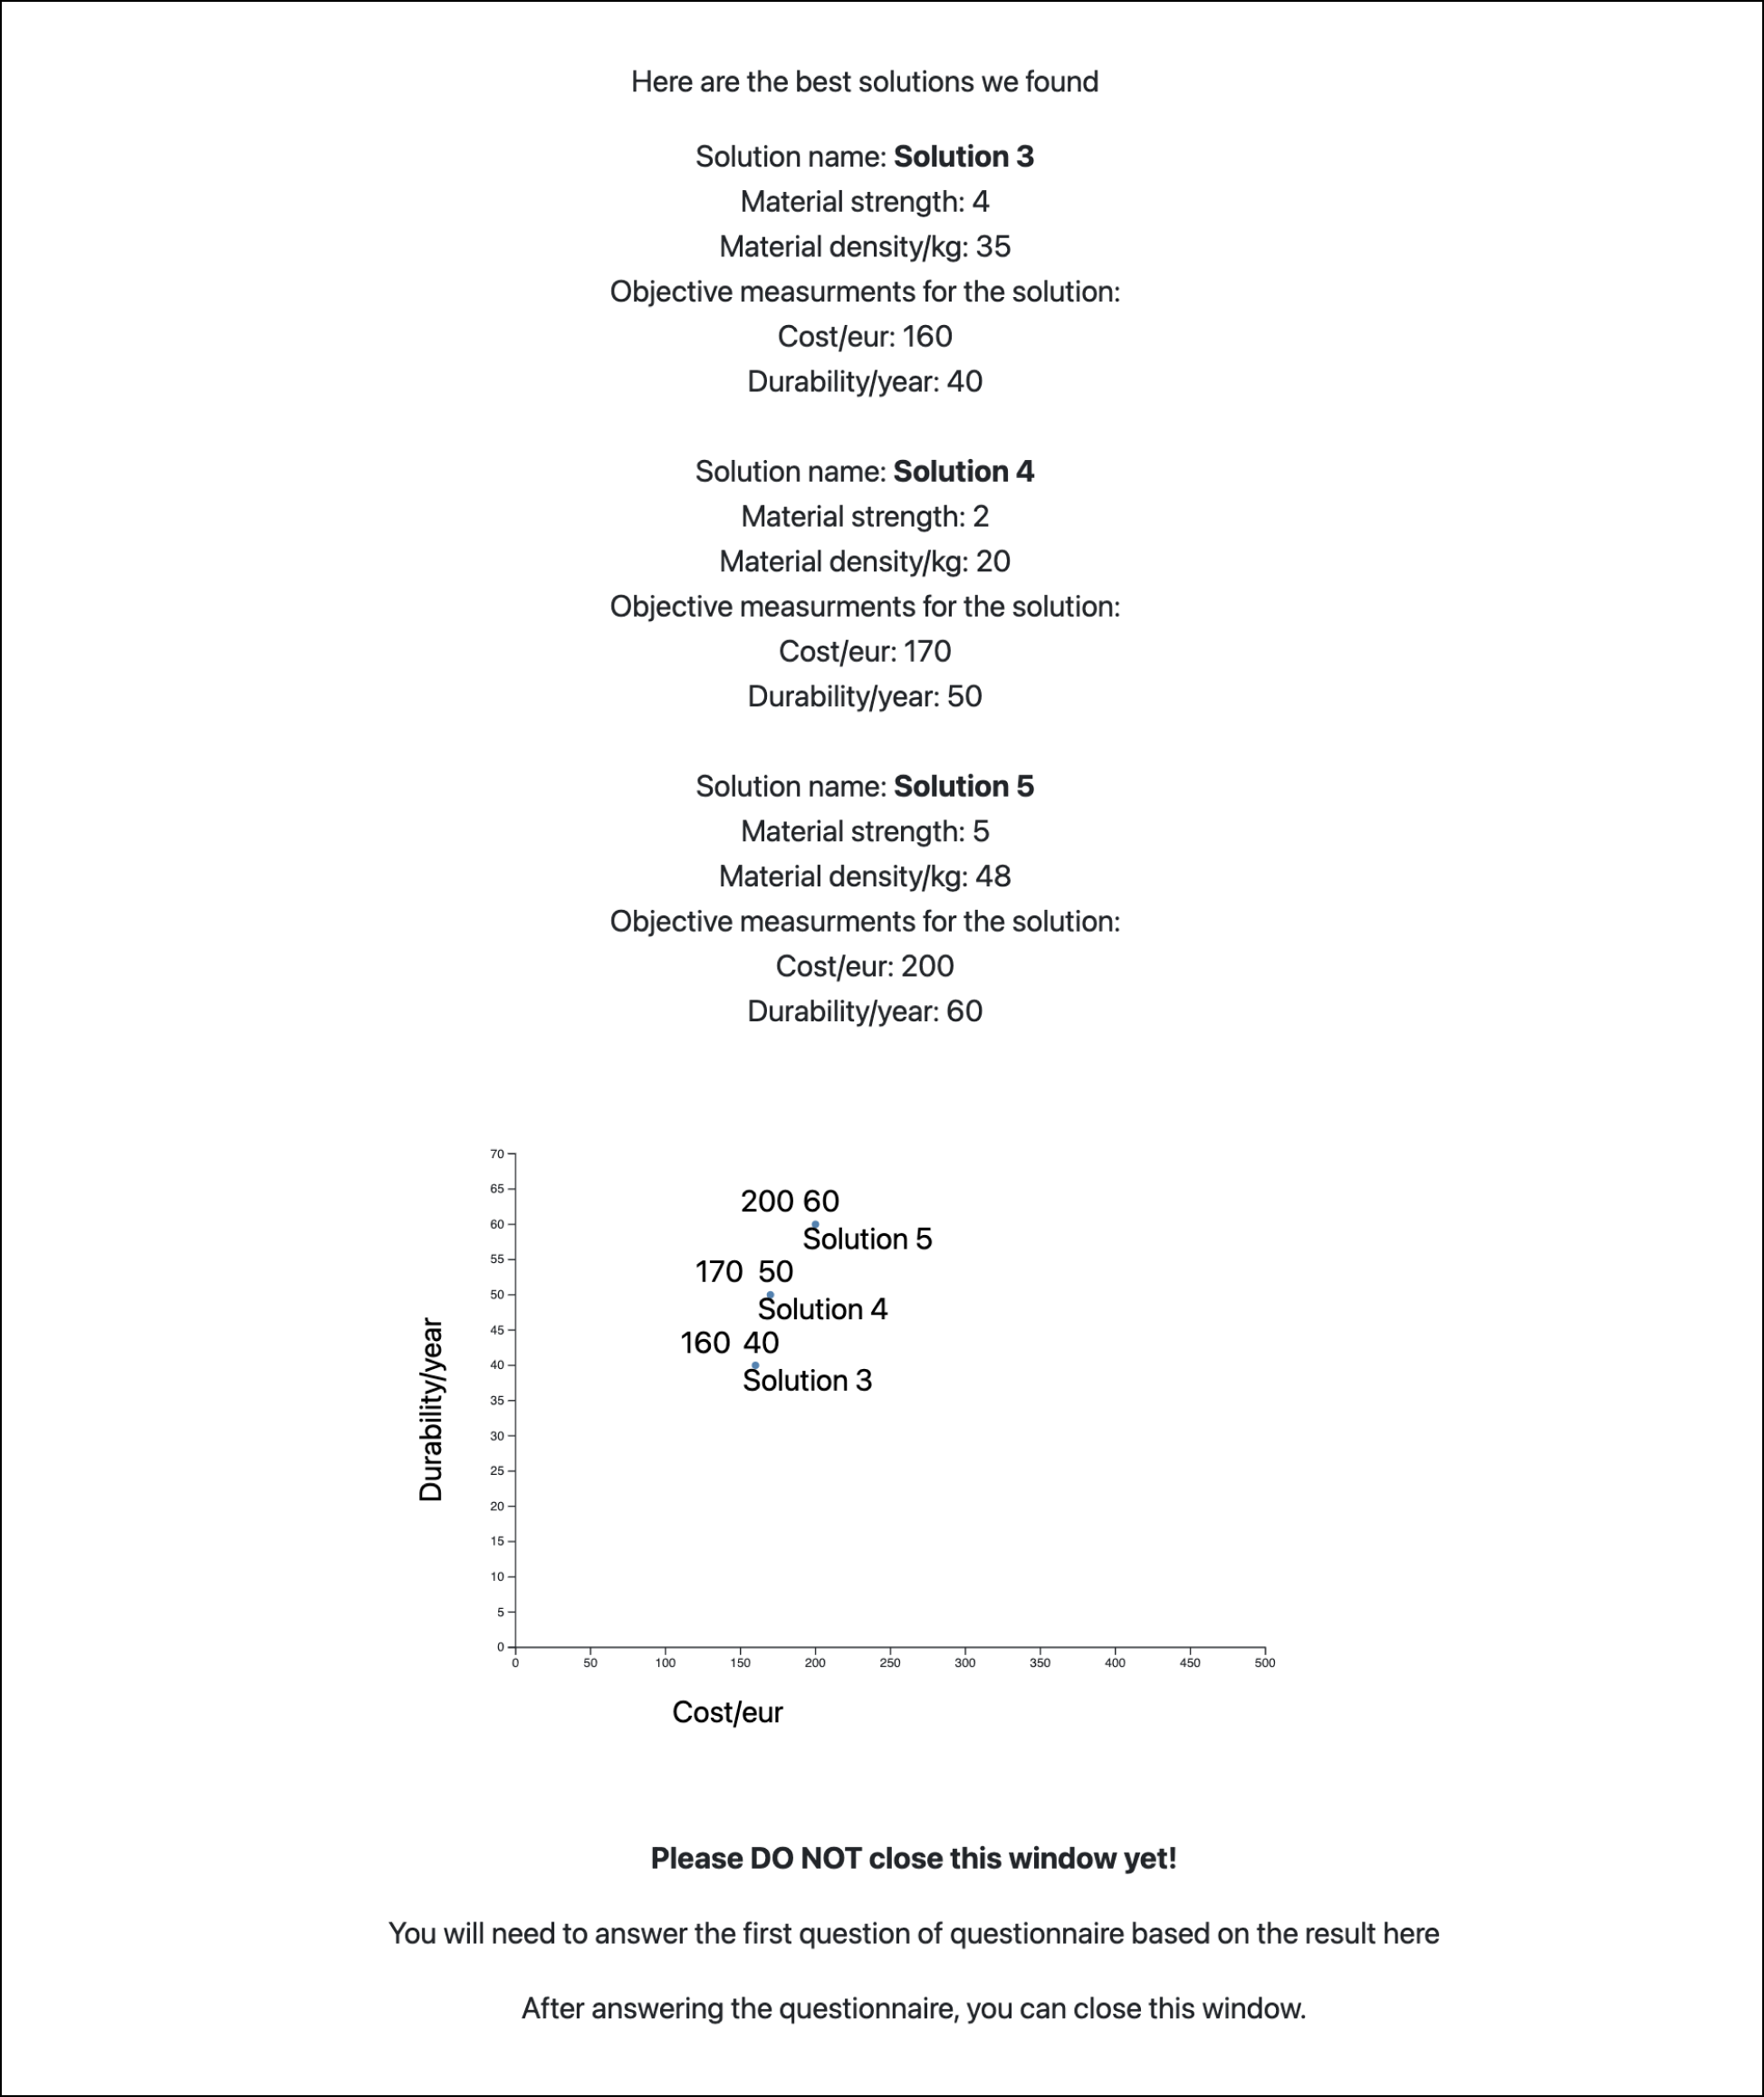 Here are the best solutions we found
Solution name: Solution 3
Material strength: 4
Material density/kg: 35
Objective measurments for the solution:
Cost/eur: 160
Durability/year: 40
Solution name: Solution 4
Material strength: 2
Material density/kg: 20
Objective measurments for the solution:
Cost/eur: 170
Durability/year: 50
Solution name: Solution 5
Material strength: 5
Material density/kg: 48
Objective measurments for the solution:
Cost/eur: 200
Durability/year: 60
70
65
200 60
60
Solution 5
55
170 50
50
Solution 4
45
160 40
40
Solution 3
35
30
25
20
15
10
5
0
Durability/year
0 50 100 150 200 250 300 350 400 450 500
Cost/eur
Please DO NOT close this window yet!
You will need to answer the first question of questionnaire based on the result here
After answering the questionnaire, you can close this window.